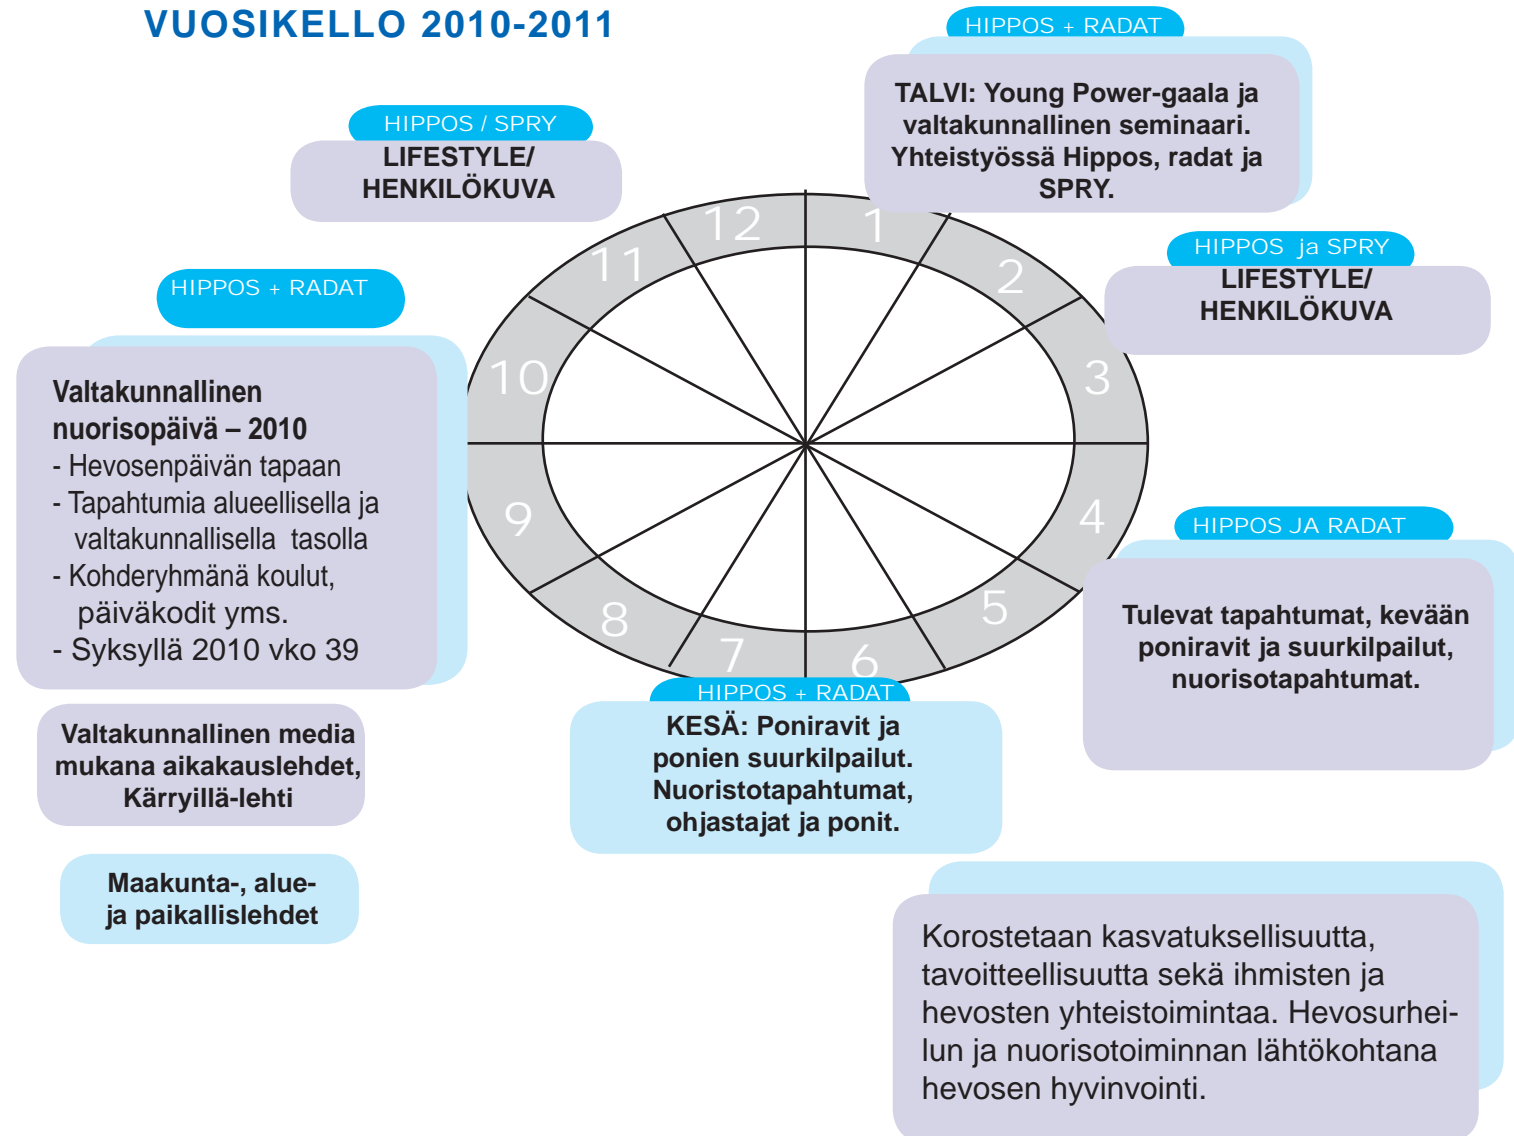 VUOSIKELLO 2010-2011
HIPPOS + RADAT
TALVI: Young Power-gaala ja
valtakunnallinen seminaari.
Yhteistyössä Hippos, radat ja
SPRY.
HIPPOS / SPRY
LIFESTYLE/
HENKILÖKUVA
HIPPOS ja SPRY
LIFESTYLE/
HENKILÖKUVA
HIPPOS + RADAT
Valtakunnallinen
nuorisopäivä – 2010
- Hevosenpäivän tapaan
- Tapahtumia alueellisella ja
valtakunnallisella tasolla
- Kohderyhmänä koulut,
päiväkodit yms.
- Syksyllä 2010 vko 39
12
1
11
2
10
3
9
4
8
5
7
6
HIPPOS JA RADAT
Tulevat tapahtumat, kevään
poniravit ja suurkilpailut,
nuorisotapahtumat.
HIPPOS + RADAT
KESÄ: Poniravit ja
ponien suurkilpailut.
Nuoristotapahtumat,
ohjastajat ja ponit.
Valtakunnallinen media
mukana aikakauslehdet,
Kärryillä-lehti
Maakunta-, alue-
ja paikallislehdet
Korostetaan kasvatuksellisuutta,
tavoitteellisuutta sekä ihmisten ja
hevosten yhteistoimintaa. Hevosurhei-
lun ja nuorisotoiminnan lähtökohtana
hevosen hyvinvointi.